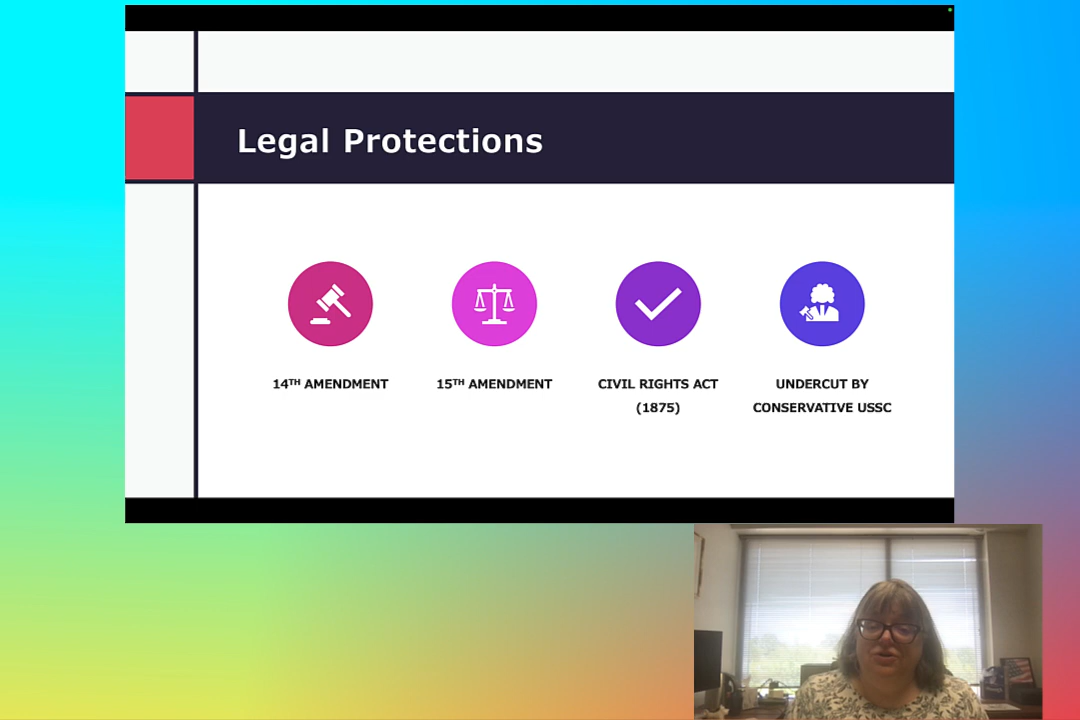 Legal Protections
14TH AMENDMENT
15TH AMENDMENT
CIVIL RIGHTS ACT
(1875)
UNDERCUT BY
CONSERVATIVE USSC